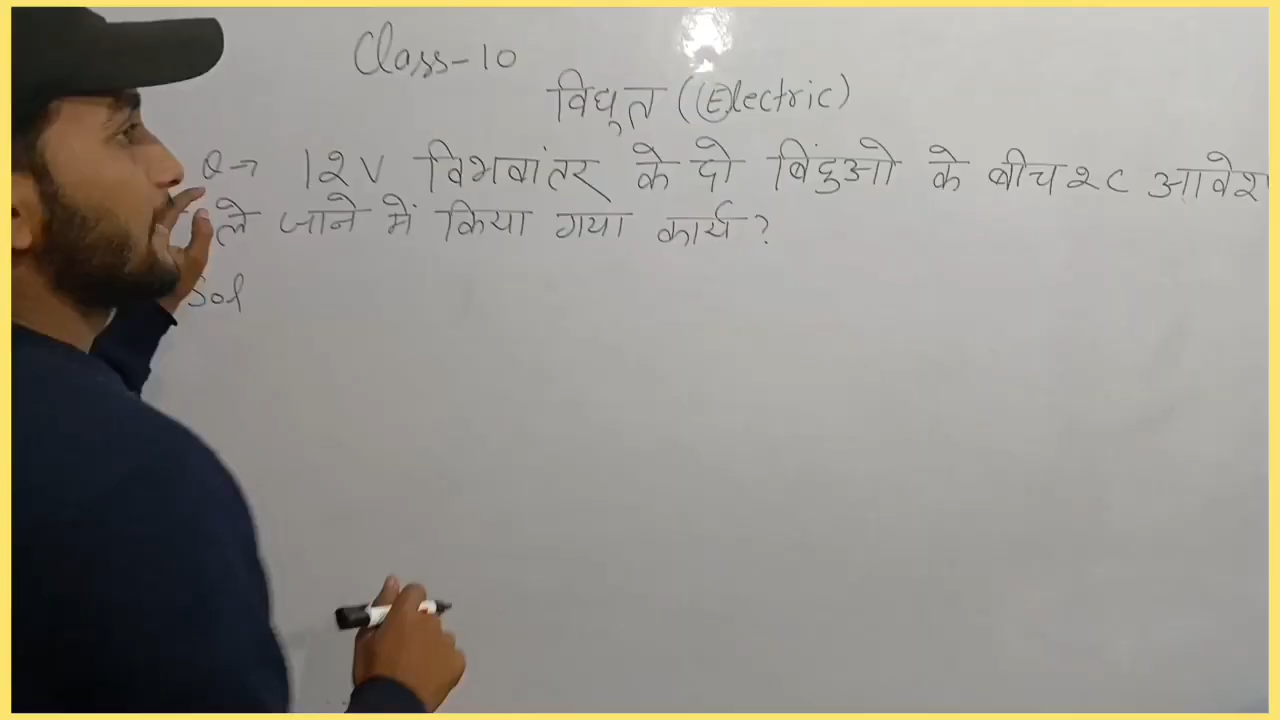 Class-10
विधूत (Electric)
Q→ 12V विभवांतर के दो बिंदुओ के बीच 2C आवेश
ले जाने में किया गया कार्य ?
Sol